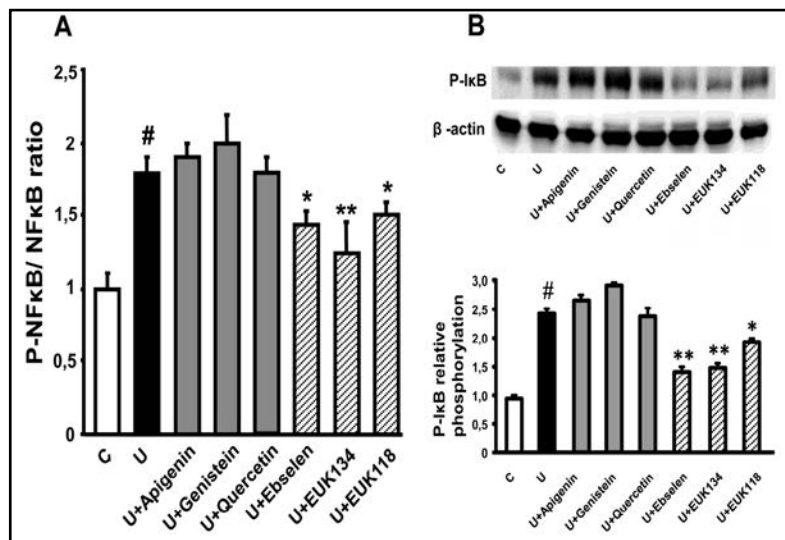 A
2,5
2
1,5
1
0,5
0
P-NFκB/ NFκB ratio
#
*
**
*
C
U
U+Apigenin
U+Genistein
U+Quercetin
U+Ebselen
U+EUK134
U+EUK118
B
P-IκB
β -actin
C
U
U+Apigenin
U+Genistein
U+Quercetin
U+Ebselen
U+EUK134
U+EUK118
3,0
2,5
2,0
1,5
1,0
0,5
0
P-IκB relative
phosphorylation
#
**
**
*
C
U
U+Apigenin
U+Genistein
U+Quercetin
U+Ebselen
U+EUK134
U+EUK118